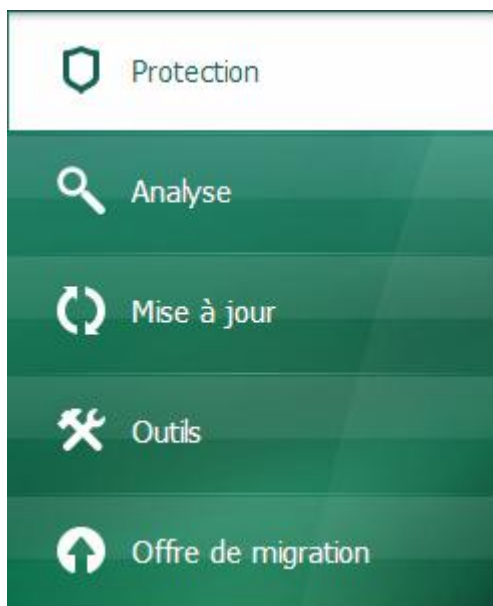 Protection
Analyse
Mise à jour
Outils
Offre de migration